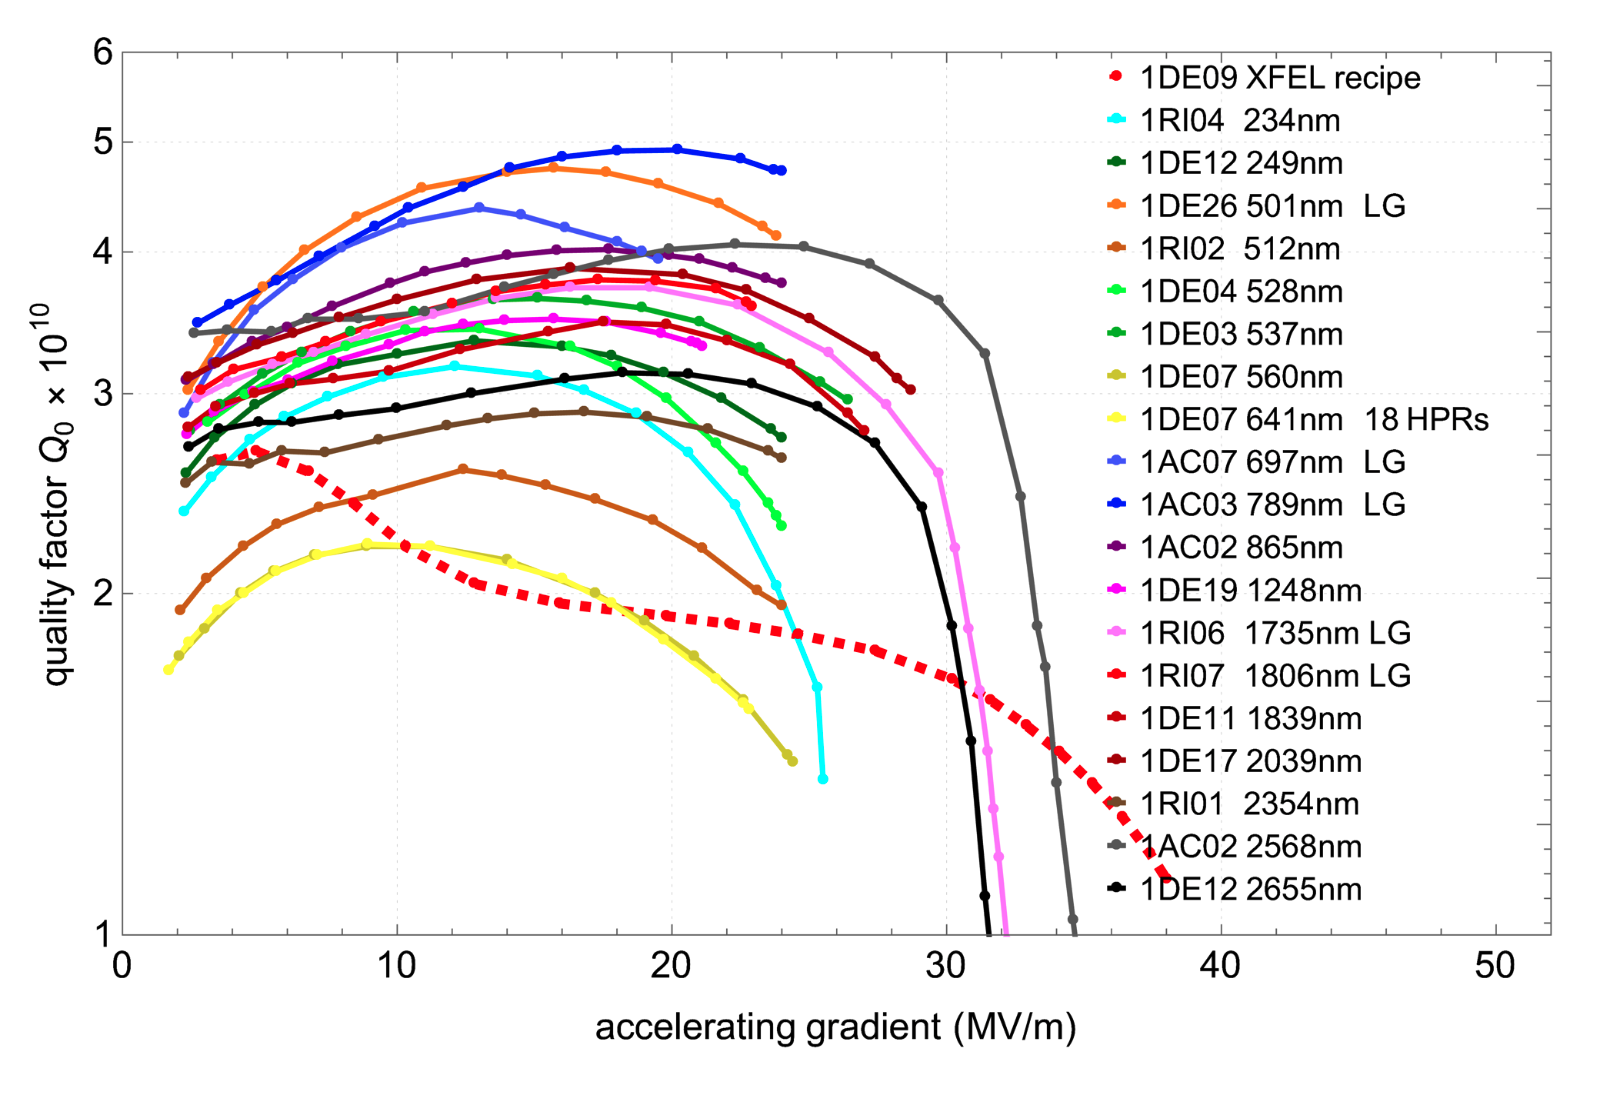 6
5
4
3
2
1
quality factor Q0 × 10^10
0
10
20
30
40
50
accelerating gradient (MV/m)
1DE09 XFEL recipe
1RI04 234nm
1DE12 249nm
1DE26 501nm LG
1RI02 512nm
1DE04 528nm
1DE03 537nm
1DE07 560nm
1DE07 641nm 18 HPRs
1AC07 697nm LG
1AC03 789nm LG
1AC02 865nm
1DE19 1248nm
1RI06 1735nm LG
1RI07 1806nm LG
1DE11 1839nm
1DE17 2039nm
1RI01 2354nm
1AC02 2568nm
1DE12 2655nm